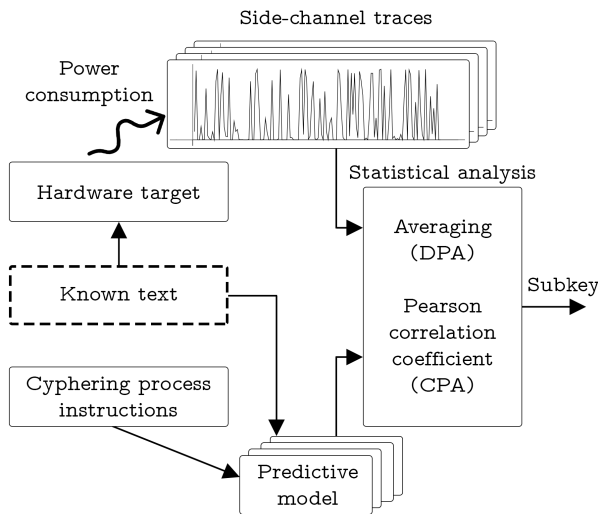 Side-channel traces
Power
consumption
Hardware target
Statistical analysis
Averaging
(DPA)
Known text
Subkey
Pearson
correlation
coefficient
(CPA)
Cyphering process
instructions
Predictive
model